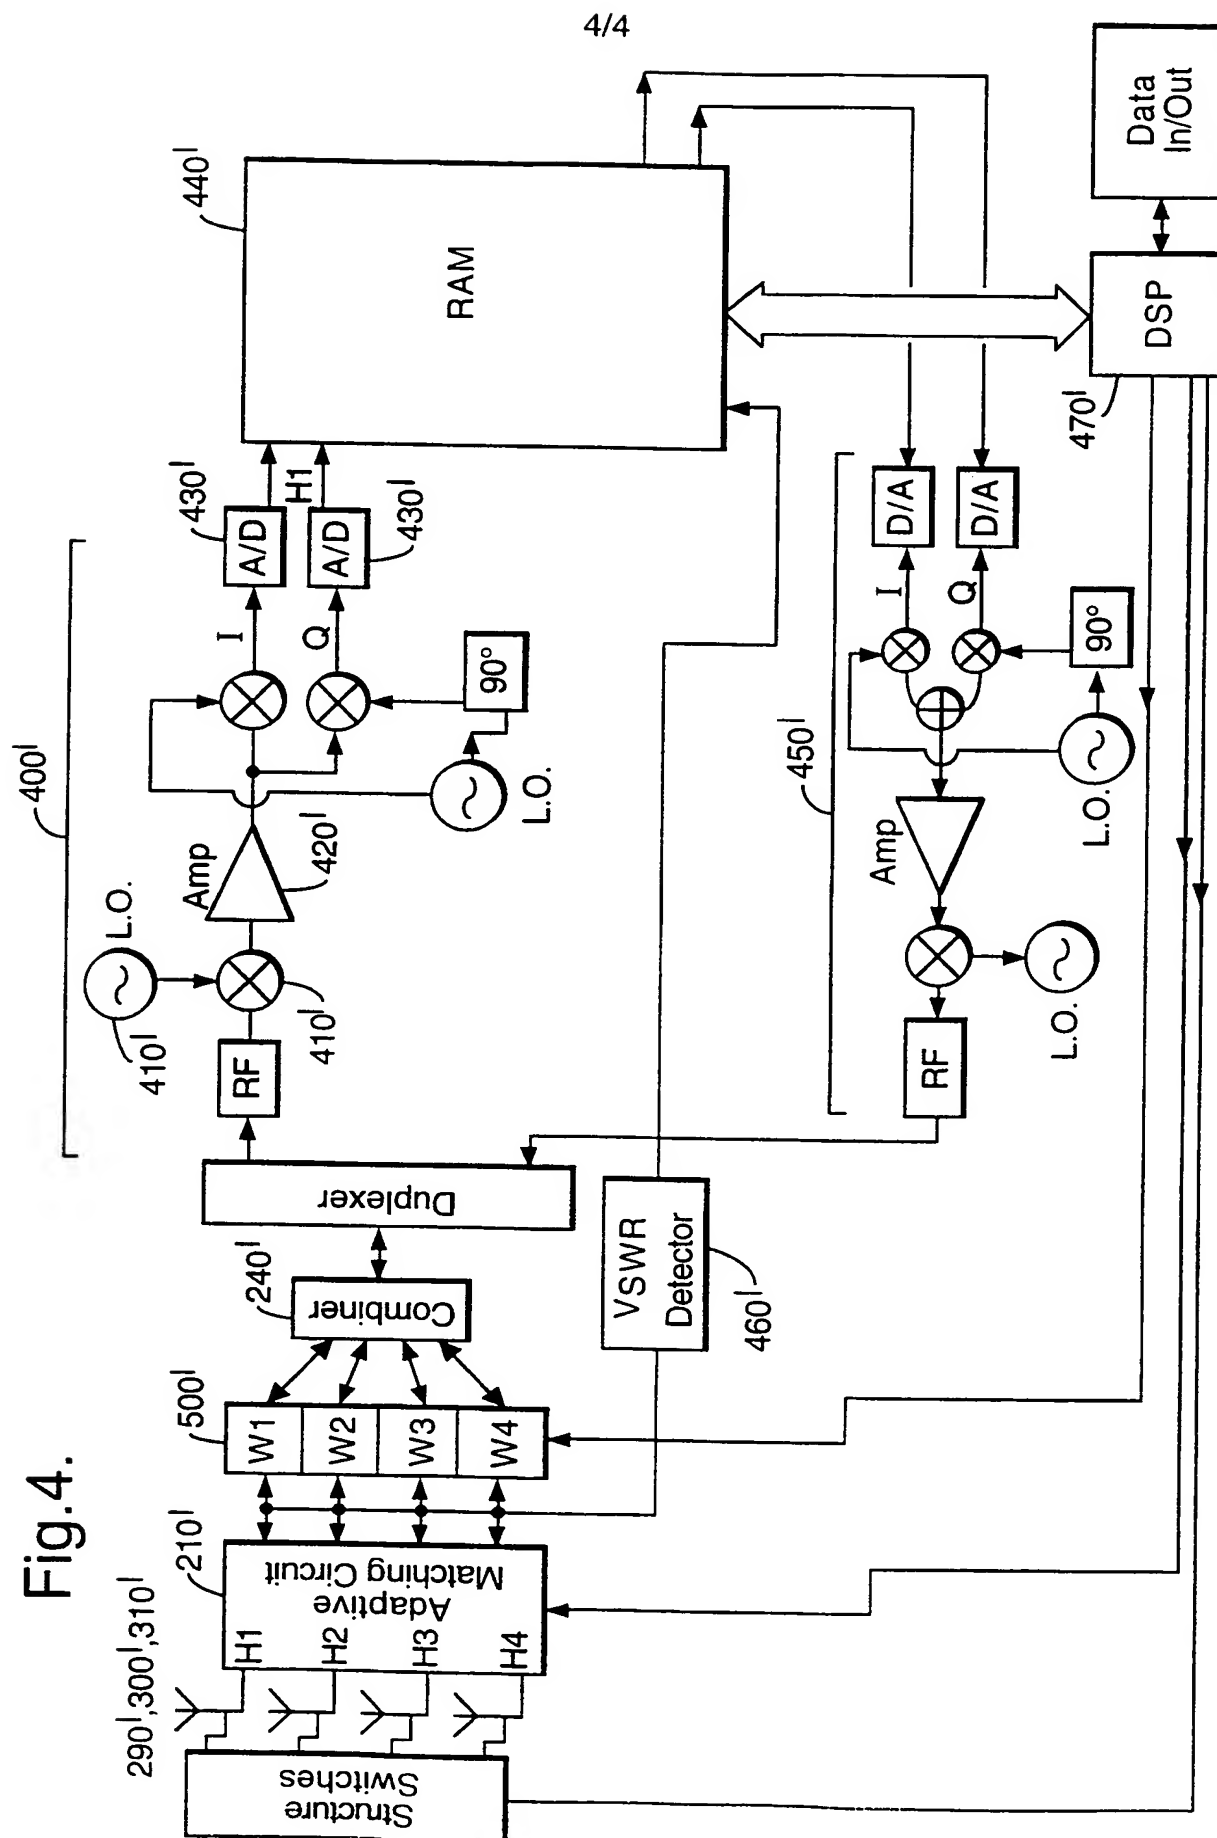 4/4
Fig.4.
290',300',310'
Structure
Switches
H1
H2
H3
H4
Adaptive
Matching Circuit
210'
W1
W2
W3
W4
500'
Combiner
240'
Duplexer
VSWR
Detector
460'
400'
RF
410'
L.O.
410'
Amp
420'
L.O.
90°
I
Q
A/D
430'
A/D
430'
H1
RAM
440'
450'
RF
L.O.
Amp
L.O.
90°
I
Q
D/A
D/A
470'
DSP
Data
In/Out